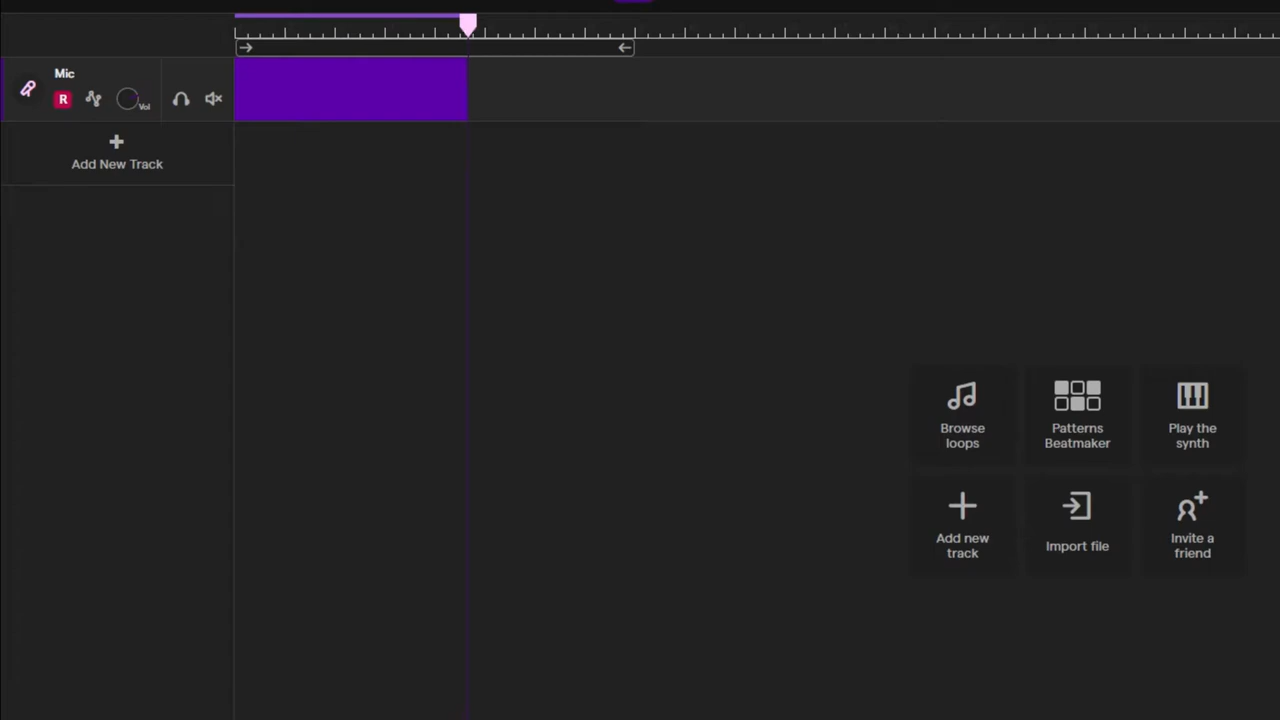 Mic
R
Vol
Add New Track
Browse
loops
Patterns
Beatmaker
Play the
synth
Add new
track
Import file
Invite a
friend